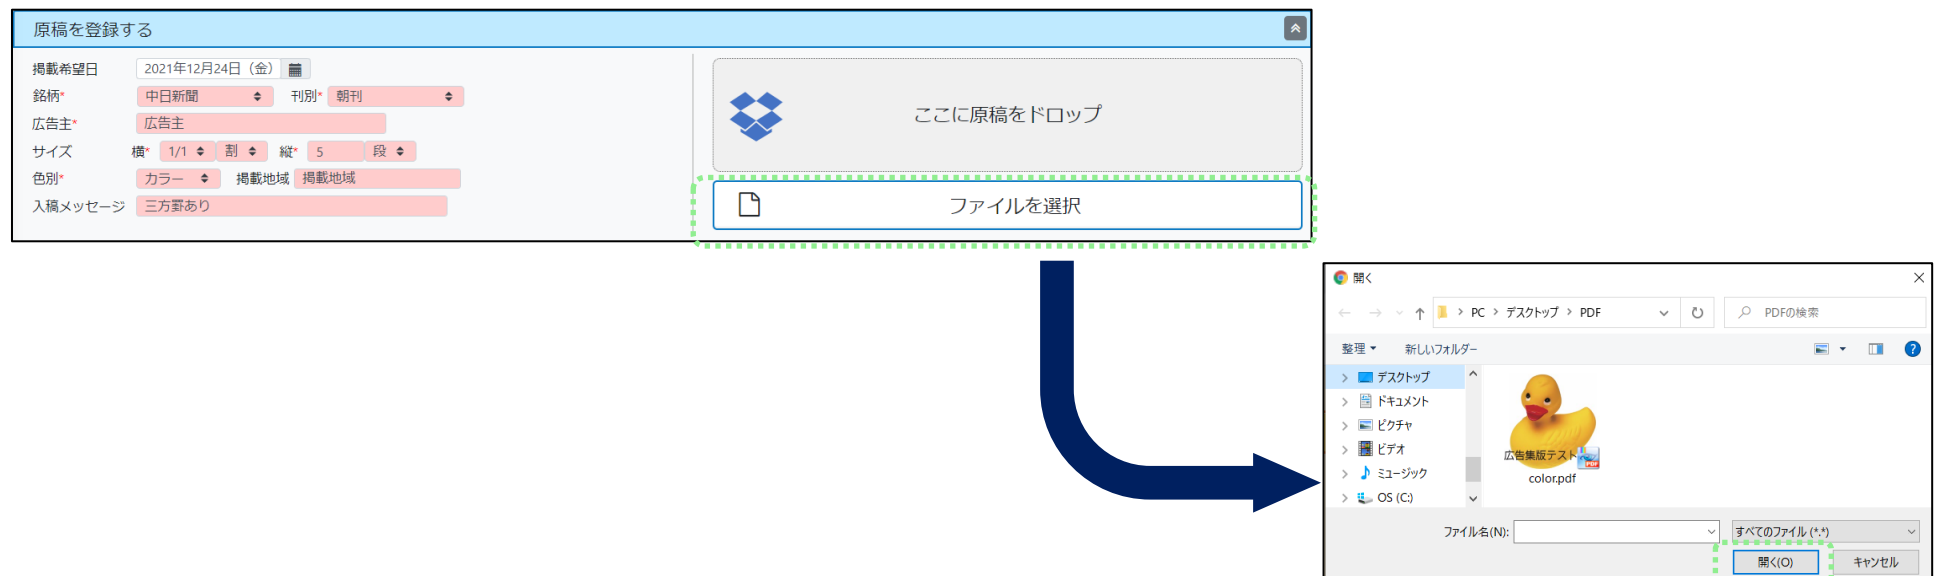 原稿を登録する
掲載希望日 2021年12月24日（金）
銘柄* 中日新聞 刊別* 朝刊
広告主* 広告主
サイズ 横* 1/1 割 縦* 5 段
色別* カラー 掲載地域 掲載地域
入稿メッセージ 三方罫あり
ここに原稿をドロップ
ファイルを選択
開く
PC > デスクトップ > PDF
PDFの検索
整理 新しいフォルダー
デスクトップ
ドキュメント
ピクチャ
ビデオ
ミュージック
OS (C:)
広告集版テスト
PDF
color.pdf
ファイル名(N): すべてのファイル (*.*)
開く(O) キャンセル